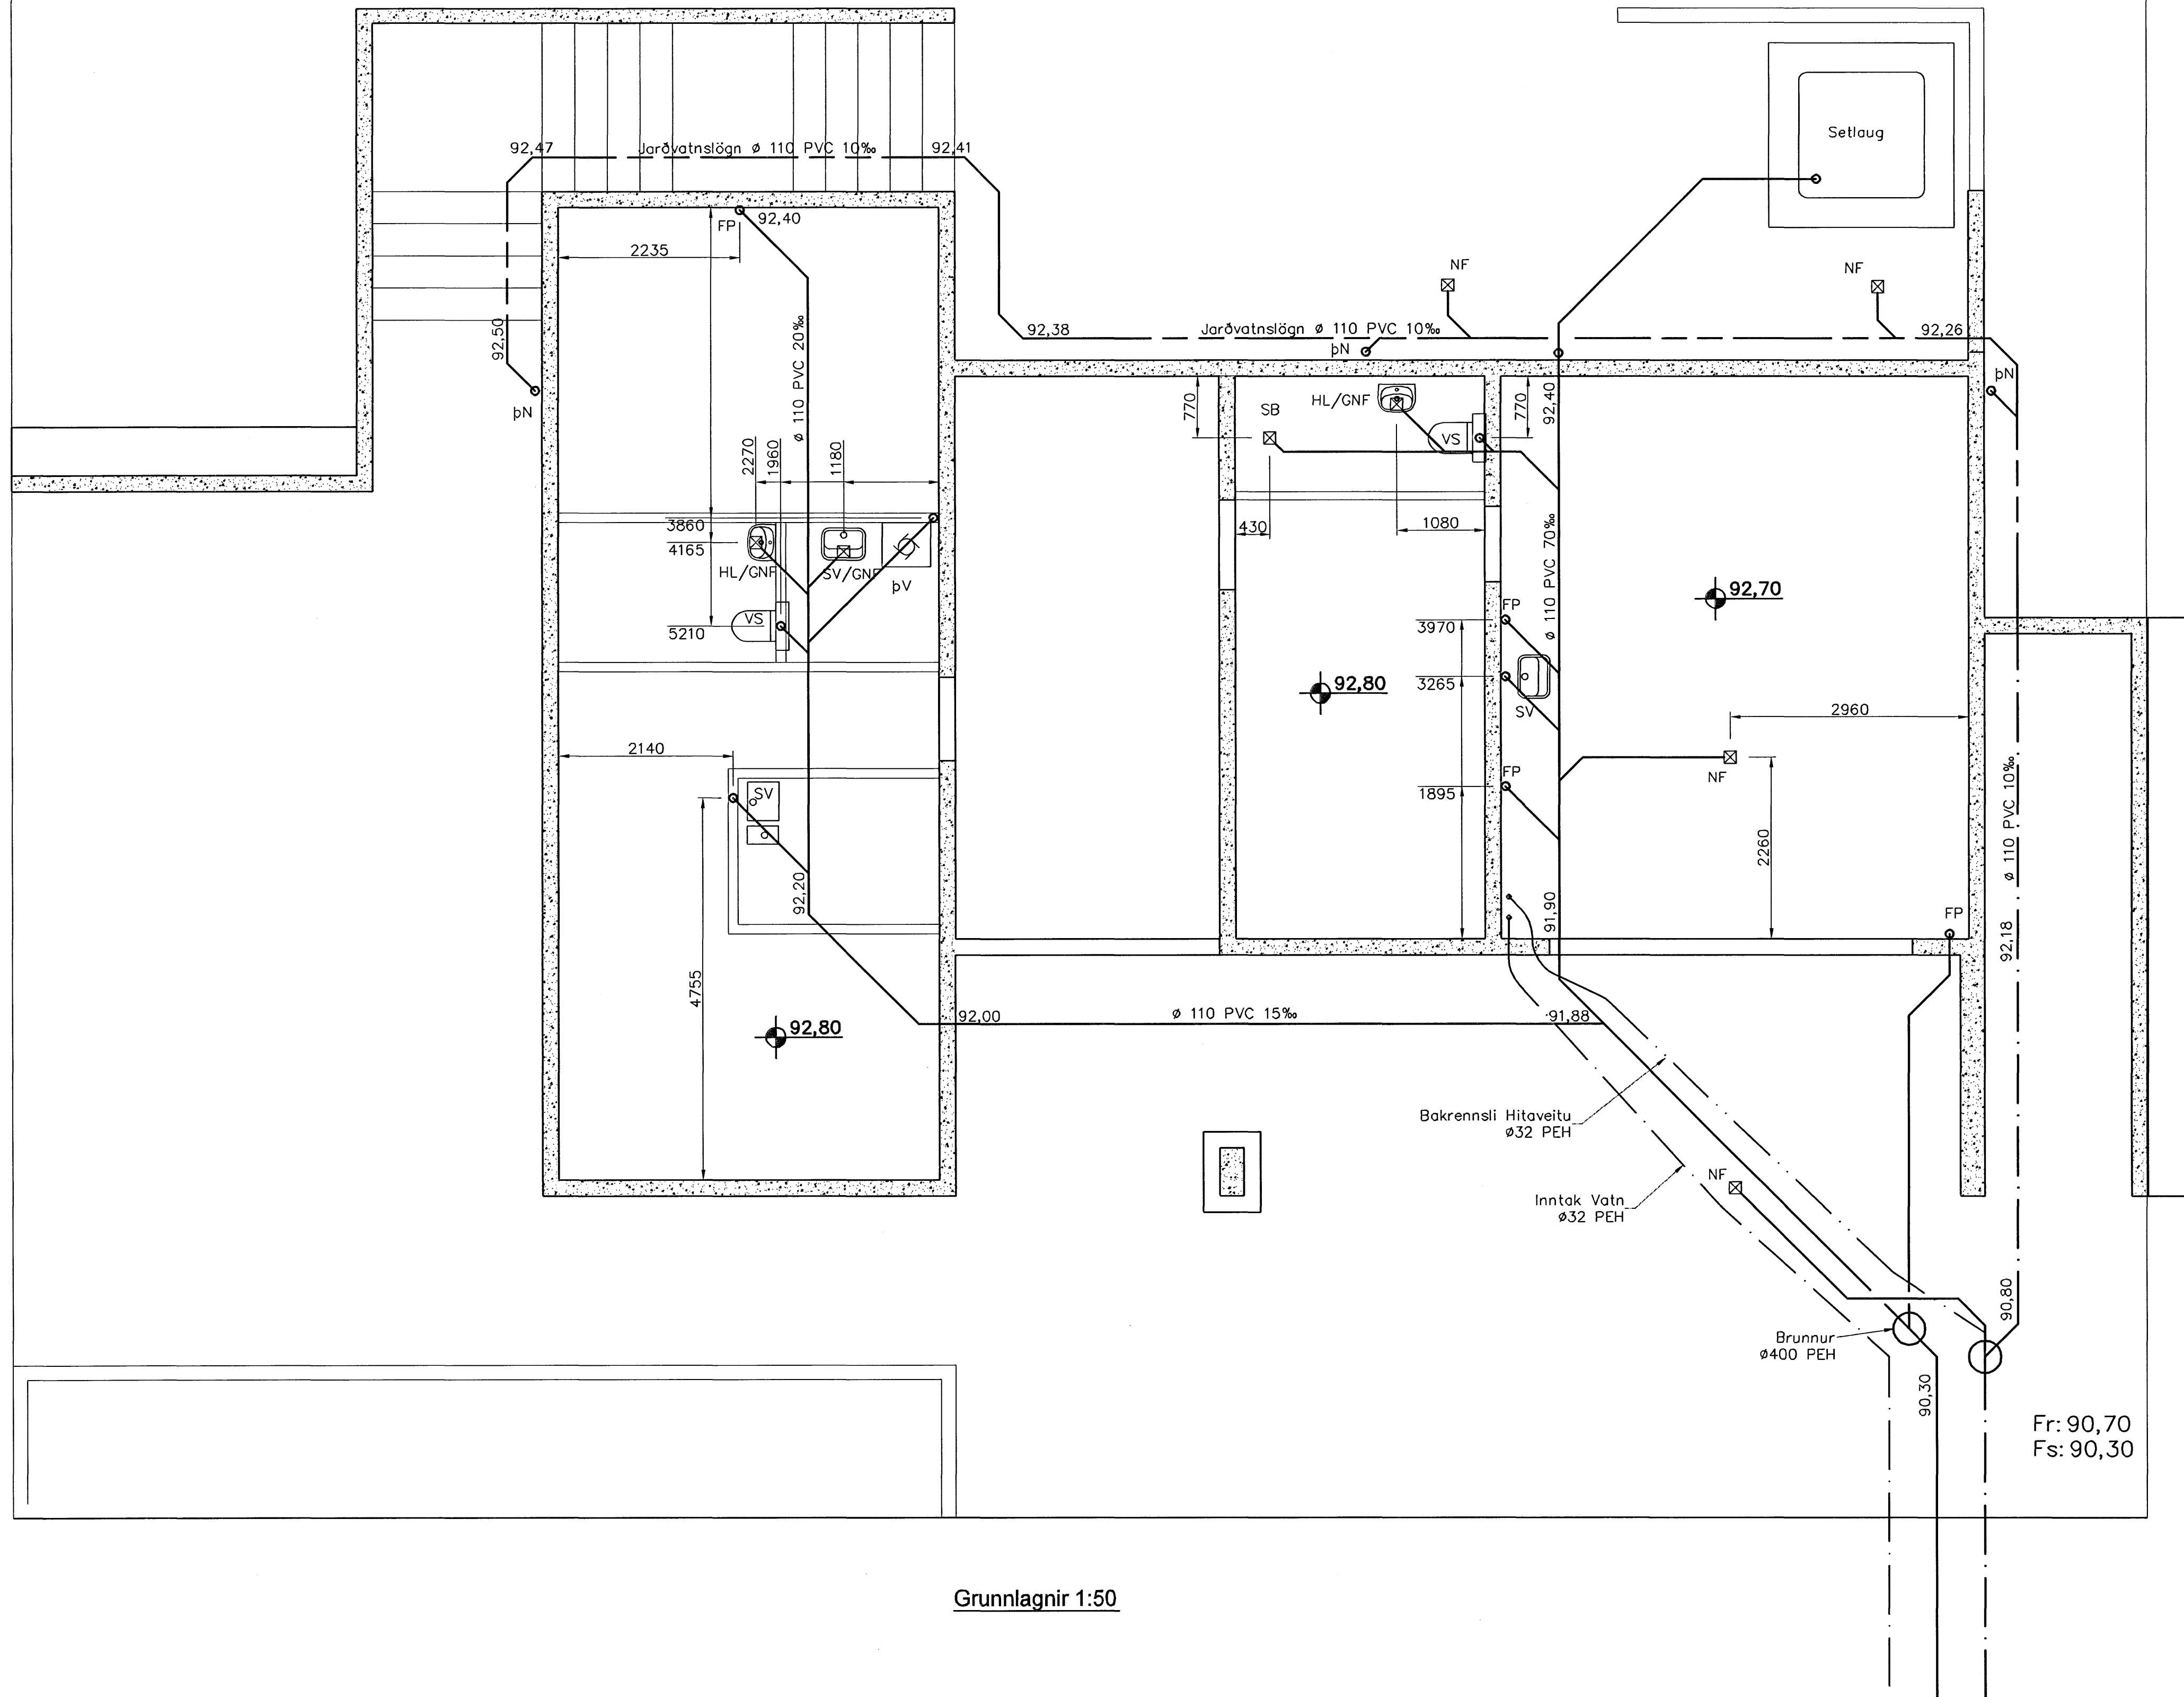 Setlaug
92,47
Jarðvatnslögn ø 110 PVC 10‰
92,41
92,40
FP
2235
NF
NF
92,50
92,38
Jarðvatnslögn ø 110 PVC 10‰
92,26
þN
þN
þN
ø 110 PVC 20‰
770
SB
HL/GNF
VS
770
92,40
2270
1960
1180
3860
4165
HL/GNF
SV/GNF
þV
VS
5210
430
1080
ø 110 PVC 70‰
92,70
FP
3970
92,80
3265
SV
2960
2140
SV
NF
FP
1895
2260
ø 110 PVC 10‰
92,20
91,90
FP
92,18
4755
92,00
ø 110 PVC 15‰
91,88
92,80
Bakrennsli Hitaveitu
ø32 PEH
NF
Inntak Vatn
ø32 PEH
90,80
Brunnur
ø400 PEH
90,30
Fr: 90,70
Fs: 90,30
Grunnlagnir 1:50